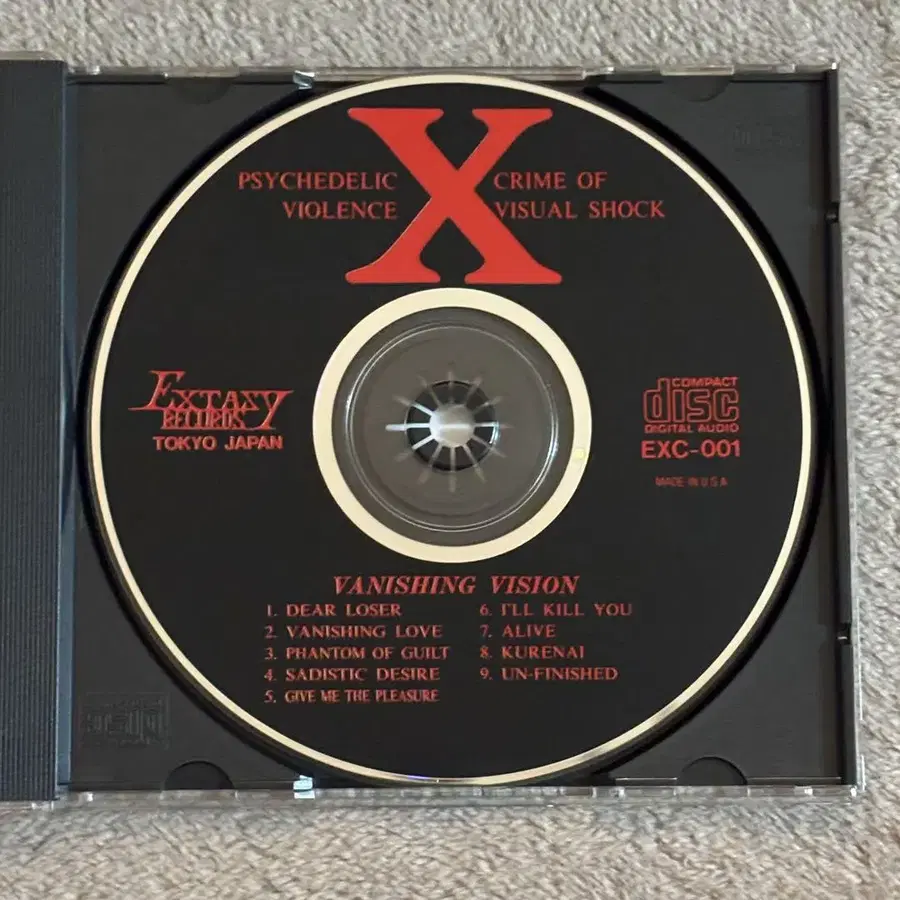 X
PSYCHEDELIC CRIME OF
VIOLENCE VISUAL SHOCK
EXTASY
RECORDS
TOKYO JAPAN
COMPACT
disc
DIGITAL AUDIO
EXC-001
MADE IN U.S.A
VANISHING VISION
1. DEAR LOSER
2. VANISHING LOVE
3. PHANTOM OF GUILT
4. SADISTIC DESIRE
5. GIVE ME THE PLEASURE
6. I'LL KILL YOU
7. ALIVE
8. KURENAI
9. UN-FINISHED